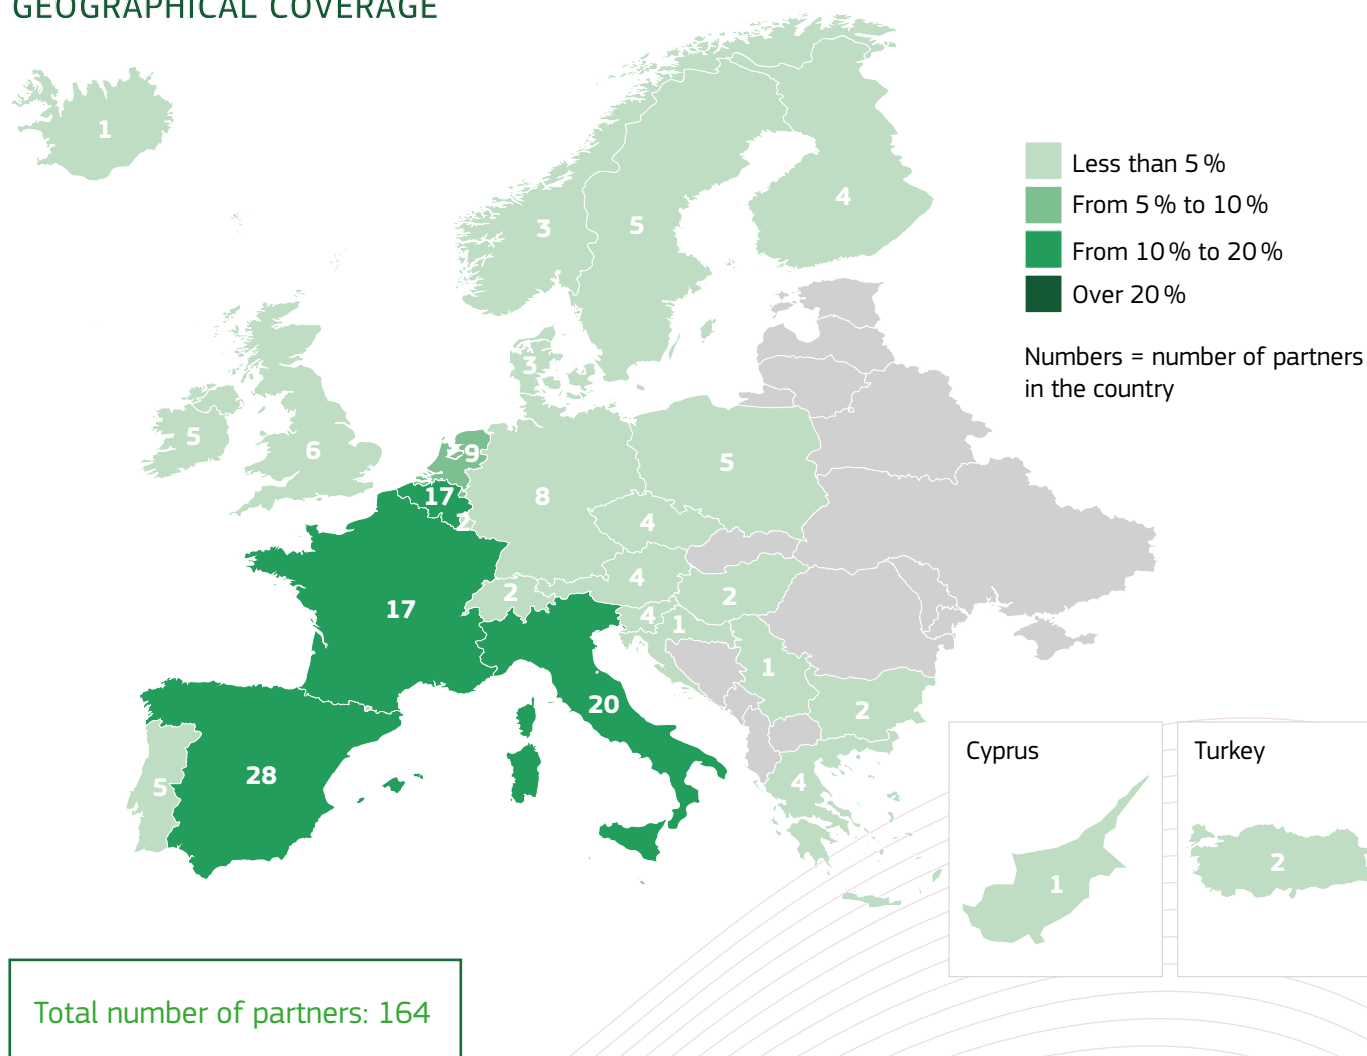 GEOGRAPHICAL COVERAGE
1
3
5
4
Less than 5 %
From 5 % to 10 %
From 10 % to 20 %
Over 20 %
Numbers = number of partners
in the country
3
5
6
9
17
2
8
5
4
4
2
2
4
1
17
1
20
2
28
5
4
Cyprus
1
Turkey
2
Total number of partners: 164